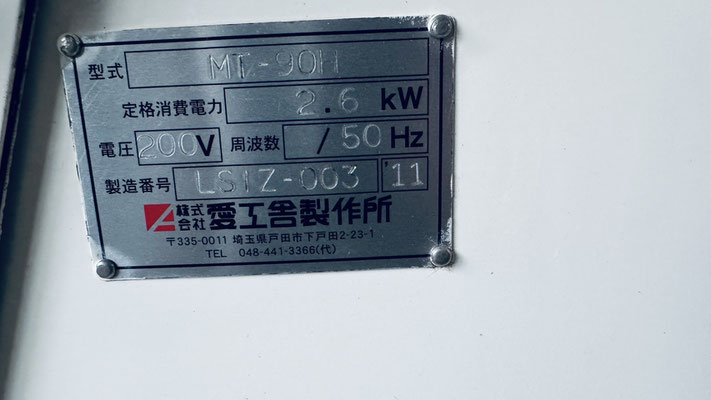 型式 MT-90H
定格消費電力 2.6 kW
電圧 200V 周波数 / 50 Hz
製造番号 LS1Z-003 '11
株式会社 愛工舎製作所
〒335-0011 埼玉県戸田市下戸田2-23-1
TEL 048-441-3366(代)